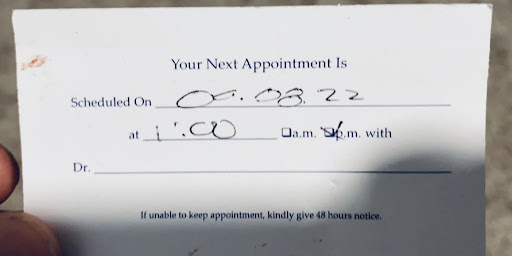 Your Next Appointment Is
Scheduled On
at 1:00 a.m. p.m. with
Dr.
If unable to keep appointment, kindly give 48 hours notice.